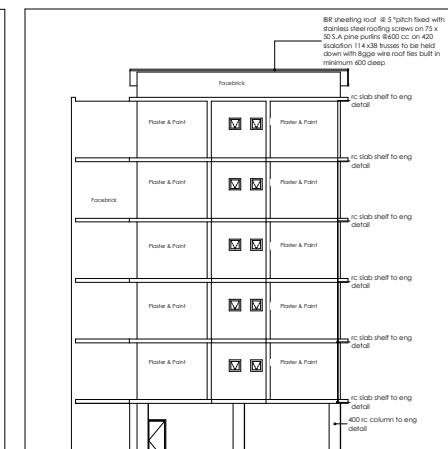 IBR sheeting roof @ 5 °pitch fixed with
stainless steel roofing screws on 75 x
50 S.A pine purlins @600 cc on 420
sisalation 114 x38 trusses to be held
down with 8gge wire roof ties built in
minimum 600 deep
Facebrick
rc slab shelf to eng
detail
Plaster & Paint
Plaster & Paint
rc slab shelf to eng
detail
Plaster & Paint
Plaster & Paint
Facebrick
rc slab shelf to eng
detail
Plaster & Paint
Plaster & Paint
rc slab shelf to eng
detail
Plaster & Paint
Plaster & Paint
rc slab shelf to eng
detail
Plaster & Paint
Plaster & Paint
rc slab shelf to eng
detail
400 rc column to eng
detail